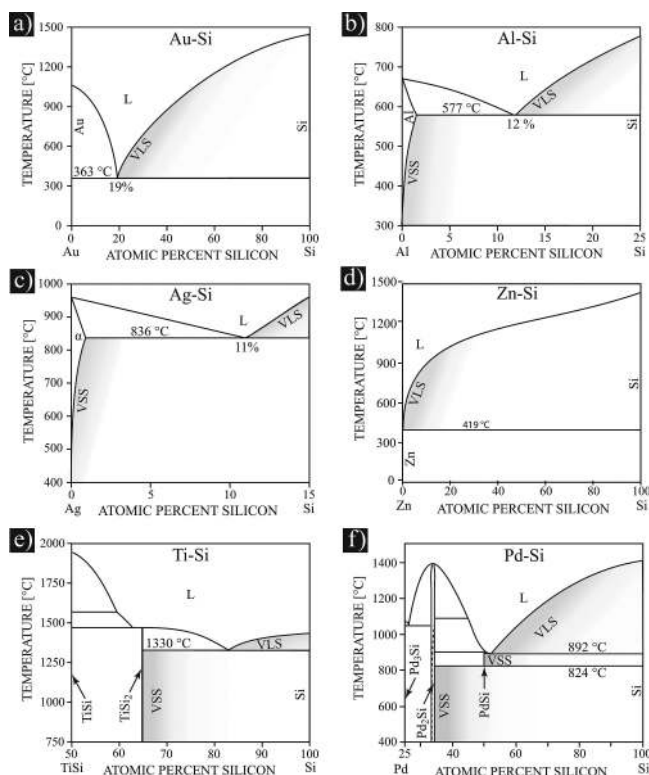 a)
Au-Si
TEMPERATURE [°C]
1500
1200
900
600
300
0
L
Au
VLS
Si
363 °C
19%
0 20 40 60 80 100
Au ATOMIC PERCENT SILICON Si
b)
Al-Si
TEMPERATURE [°C]
800
700
600
500
400
300
L
Al
577 °C
VLS
12 %
Si
VSS
0 5 10 15 20 25
Al ATOMIC PERCENT SILICON Si
c)
Ag-Si
TEMPERATURE [°C]
1000
900
800
700
600
500
400
L
VLS
α
836 °C
11%
VSS
0 5 10 15
Ag ATOMIC PERCENT SILICON Si
d)
Zn-Si
TEMPERATURE [°C]
1500
1200
900
600
300
0
L
VLS
Si
419 °C
Zn
0 20 40 60 80 100
Zn ATOMIC PERCENT SILICON Si
e)
Ti-Si
TEMPERATURE [°C]
2000
1750
1500
1250
1000
750
L
1330 °C
VLS
TiSi
TiSi2
VSS
Si
50 60 70 80 90 100
TiSi ATOMIC PERCENT SILICON Si
f)
Pd-Si
TEMPERATURE [°C]
1600
1400
1200
1000
800
600
400
L
VLS
892 °C
VSS
824 °C
Pd3Si
Pd2Si
VSS
PdSi
Si
25 40 60 80 100
Pd ATOMIC PERCENT SILICON Si